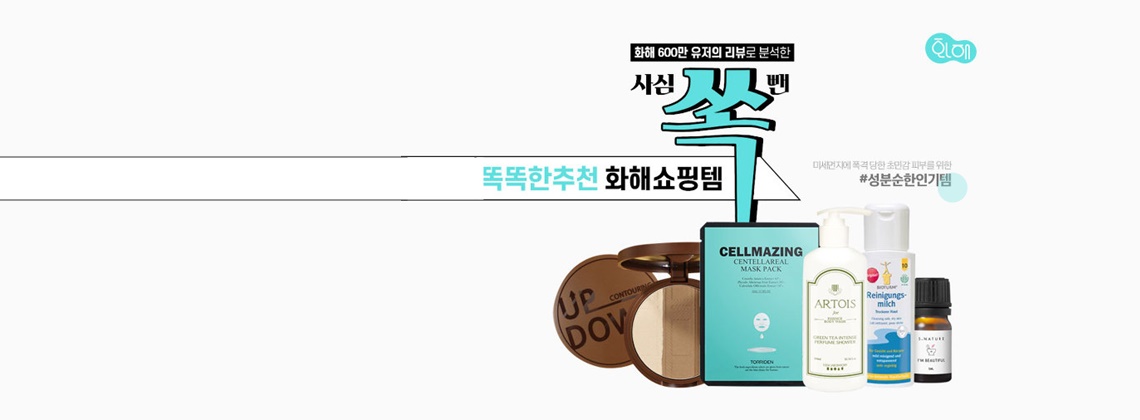 화해
화해 600만 유저의 리뷰로 분석한
사심 쏙 뺀
똑똑한추천 화해쇼핑템
미세먼지에 폭격 당한 초민감 피부를 위한
#성분순한인기템
UP
DOW
CONTOURING
CELLMAZING
CENTELLAREAL
MASK PACK
TORRIDEN
ARTOIS
for
GREEN TEA INTENSE
PERFUME SHOWER
BIOTURM
Reinigungs-
milch
10
S.NATURE
I'M BEAUTIFUL